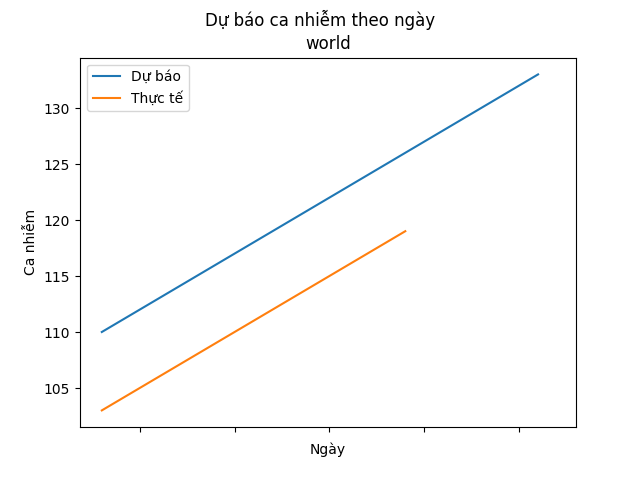 Dự báo ca nhiễm theo ngày
world
Dự báo
Thực tế
130
125
120
115
110
105
Ca nhiễm
Ngày